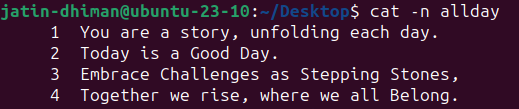 jatin-dhiman@ubuntu-23-10:~/Desktop$ cat -n allday
1 You are a story, unfolding each day.
2 Today is a Good Day.
3 Embrace Challenges as Stepping Stones,
4 Together we rise, where we all Belong.